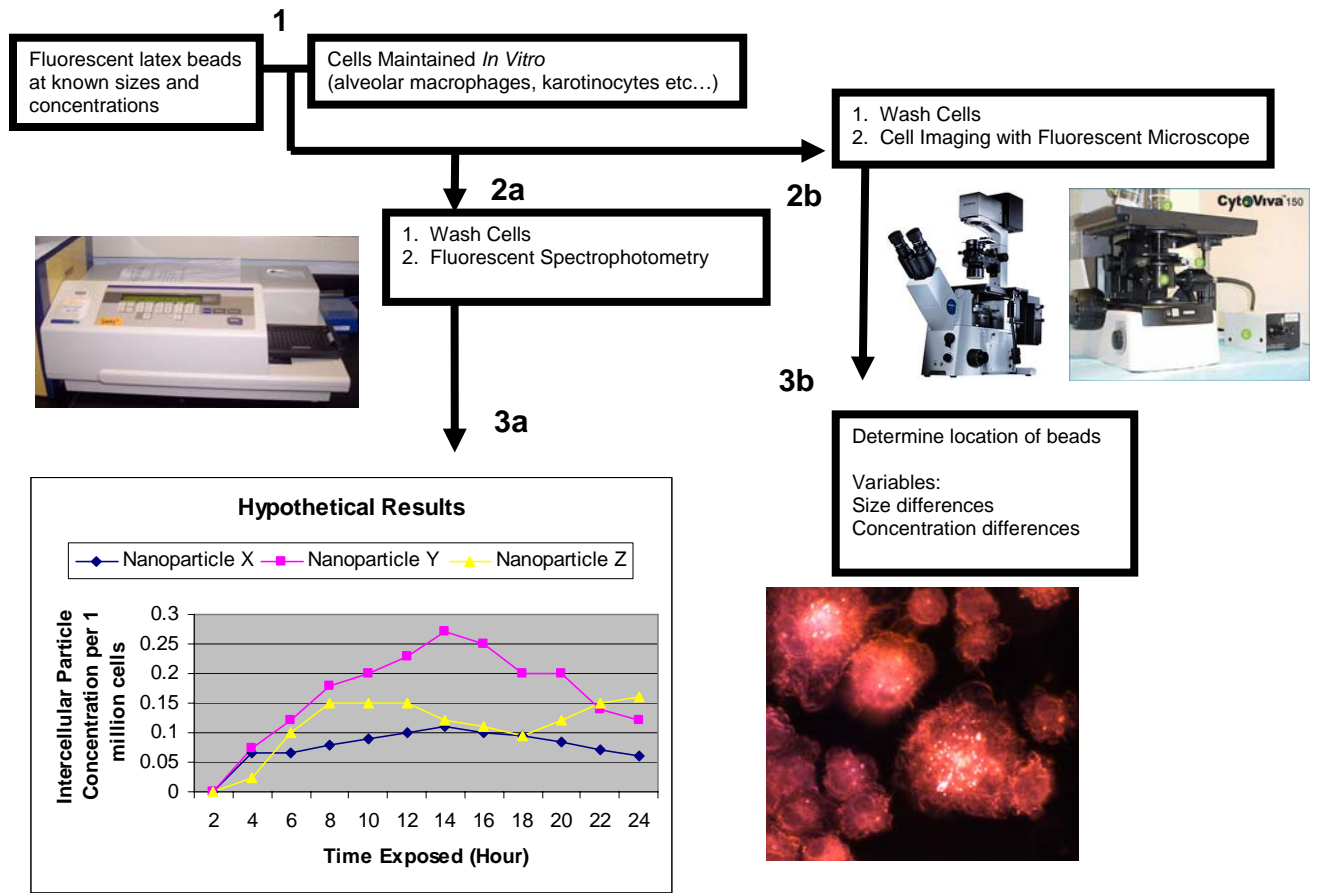 1
Fluorescent latex beads
at known sizes and
concentrations
Cells Maintained In Vitro
(alveolar macrophages, karotinocytes etc…)
1. Wash Cells
2. Cell Imaging with Fluorescent Microscope
2a
2b
1. Wash Cells
2. Fluorescent Spectrophotometry
CytoViva™150
3a
3b
Determine location of beads
Variables:
Size differences
Concentration differences
Hypothetical Results
Nanoparticle X
Nanoparticle Y
Nanoparticle Z
Intercellular Particle
Concentration per 1
million cells
0.3
0.25
0.2
0.15
0.1
0.05
0
2 4 6 8 10 12 14 16 18 20 22 24
Time Exposed (Hour)